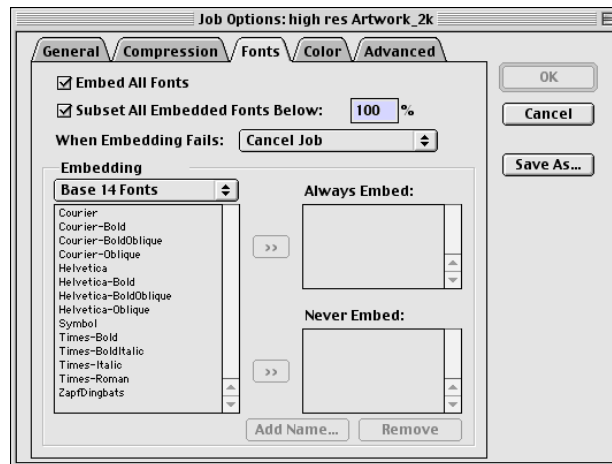 Job Options: high res Artwork_2k
General Compression Fonts Color Advanced
Embed All Fonts
Subset All Embedded Fonts Below: 100 %
When Embedding Fails: Cancel Job
OK
Cancel
Save As...
Embedding
Base 14 Fonts
Courier
Courier-Bold
Courier-BoldOblique
Courier-Oblique
Helvetica
Helvetica-Bold
Helvetica-BoldOblique
Helvetica-Oblique
Symbol
Times-Bold
Times-BoldItalic
Times-Italic
Times-Roman
ZapfDingbats
>>
>>
Always Embed:
Never Embed:
Add Name... Remove